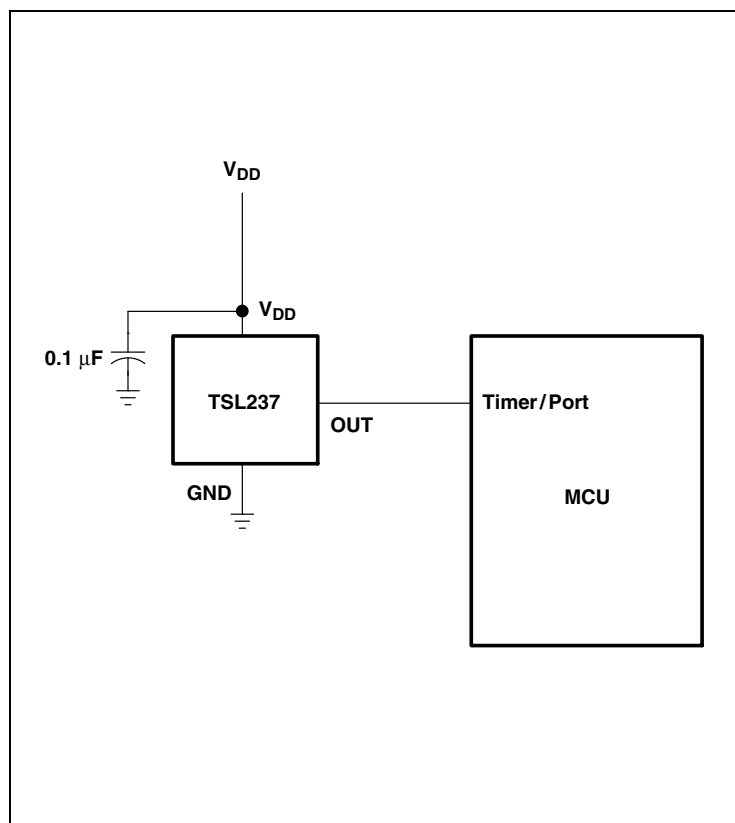 VDD
VDD
0.1 μF
TSL237
OUT
Timer/Port
GND
MCU